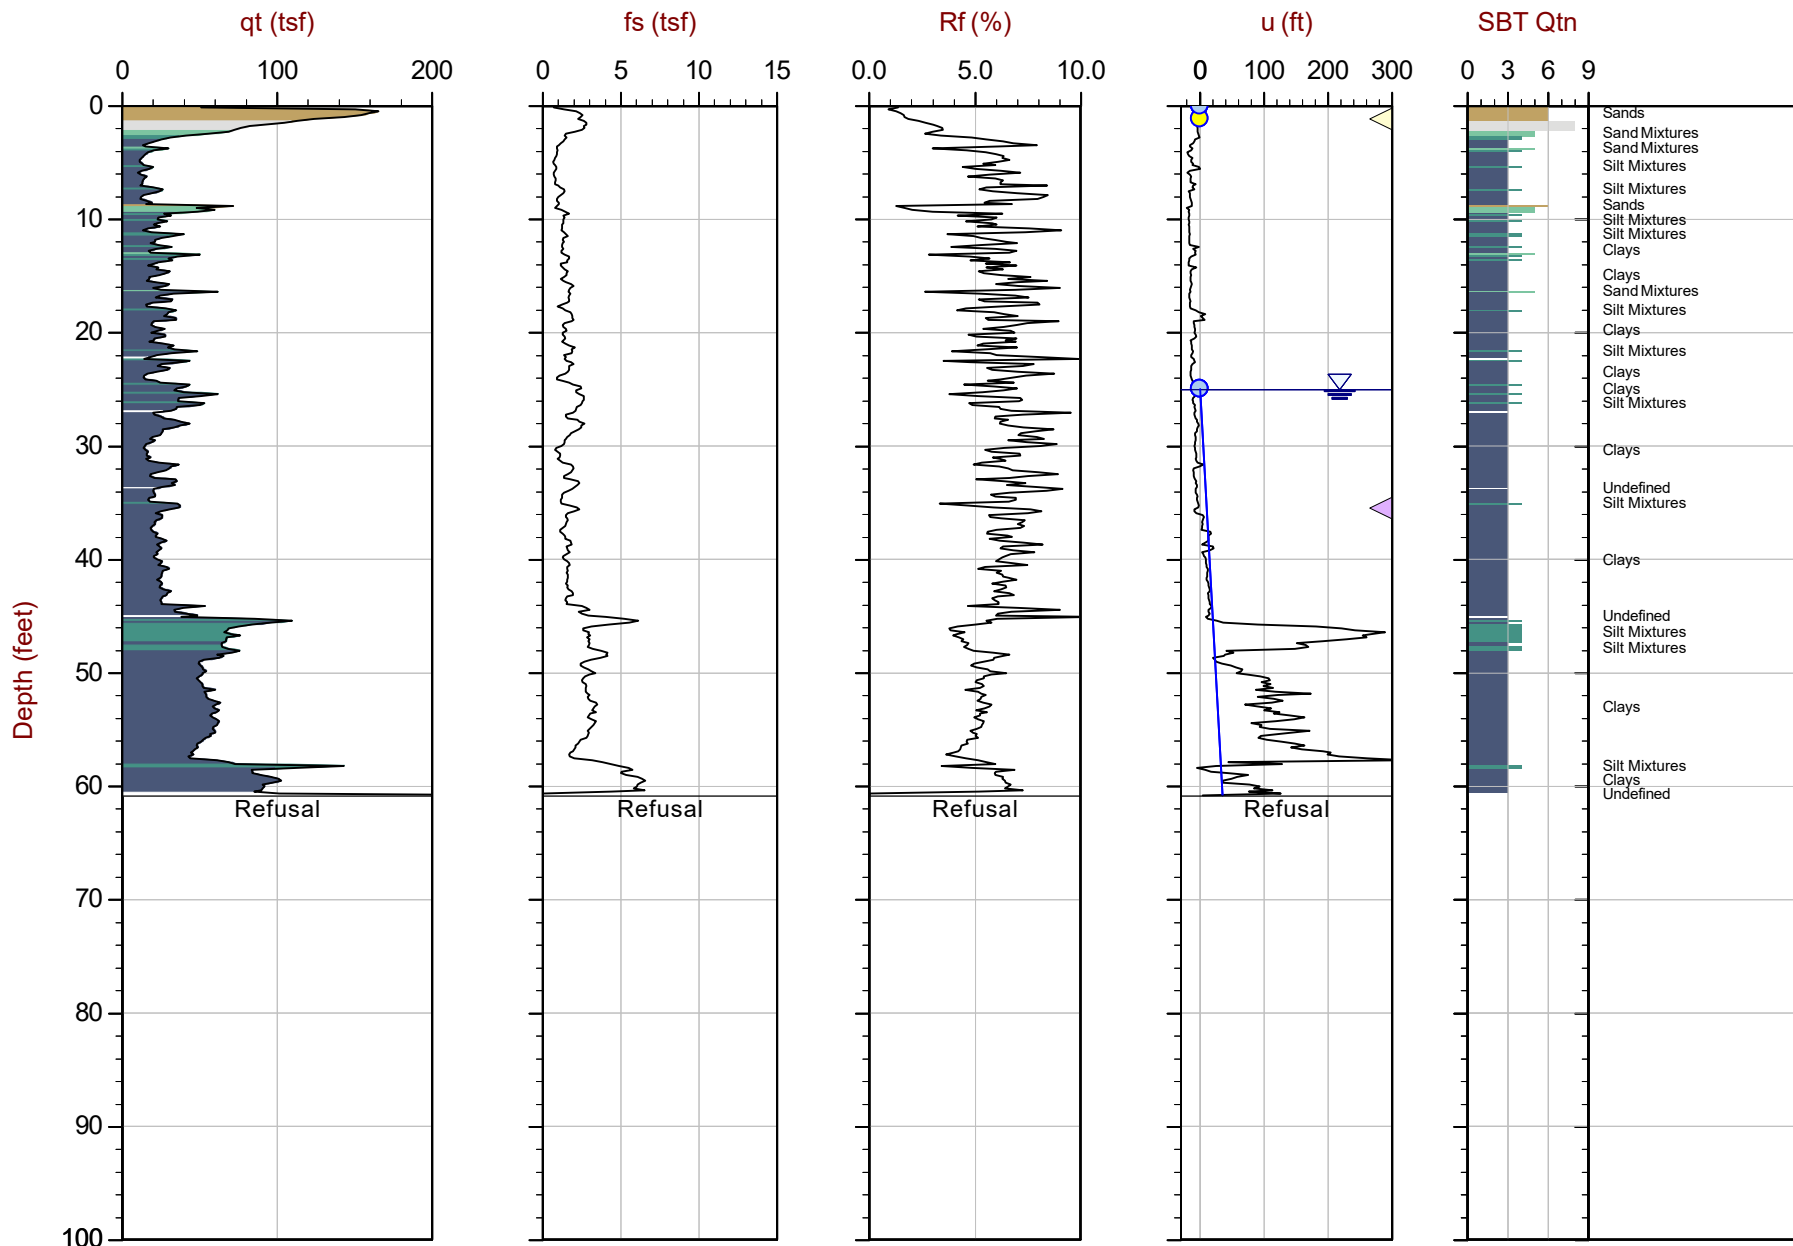 qt (tsf) fs (tsf) Rf (%) u (ft) SBT Qtn
0 100 200 0 5 10 15 0.0 5.0 10.0 0 100 200 300 0 3 6 9
0
Sands
Sand Mixtures
Sand Mixtures
Silt Mixtures
Silt Mixtures
Sands
10
Silt Mixtures
Silt Mixtures
Clays
Clays
Sand Mixtures
Silt Mixtures
20
Clays
Silt Mixtures
Clays
Clays
Silt Mixtures
30
Clays
Undefined
Silt Mixtures
40
Clays
Undefined
Silt Mixtures
Silt Mixtures
50
Clays
Silt Mixtures
Clays
60
Undefined
Refusal Refusal Refusal Refusal
70
80
90
100
Depth (feet)